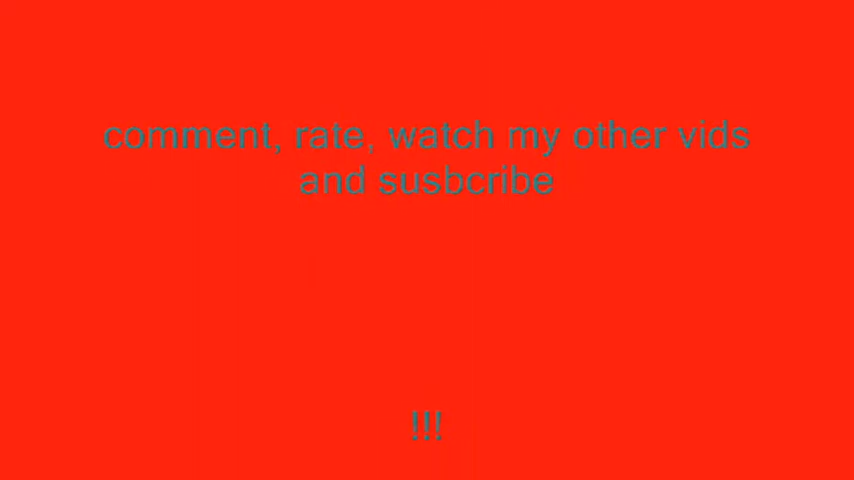 comment, rate, watch my other vids
and susbcribe
!!!